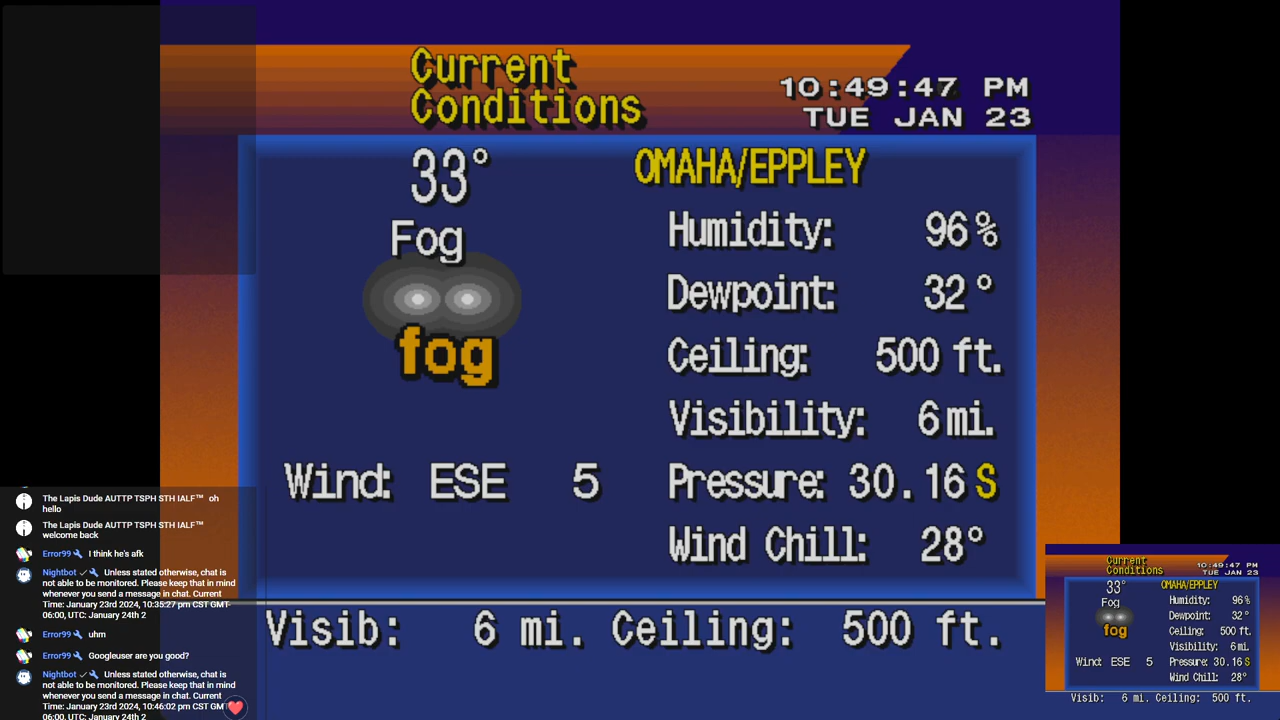 Current
Conditions
10:49:47 PM
TUE JAN 23
33°
Fog
fog
Wind: ESE 5
OMAHA/EPPLEY
Humidity: 96%
Dewpoint: 32°
Ceiling: 500 ft.
Visibility: 6 mi.
Pressure: 30.16 S
Wind Chill: 28°
Visib: 6 mi. Ceiling: 500 ft.
The Lapis Dude AUTTP TSPH STH IALF™ oh
hello
The Lapis Dude AUTTP TSPH STH IALF™
welcome back
Error99 I think he's afk
Nightbot Unless stated otherwise, chat is
not able to be monitored. Please keep that in mind
whenever you send a message in chat. Current
Time: January 23rd 2024, 10:35:27 pm CST GMT-
06:00, UTC: January 24th 2
Error99 uhm
Error99 Googleuser are you good?
Nightbot Unless stated otherwise, chat is
not able to be monitored. Please keep that in mind
whenever you send a message in chat. Current
Time: January 23rd 2024, 10:46:02 pm CST GMT-
06:00, UTC: January 24th 2
Current
Conditions
10:49:47 PM
TUE JAN 23
33°
Fog
fog
Wind: ESE 5
OMAHA/EPPLEY
Humidity: 96%
Dewpoint: 32°
Ceiling: 500 ft.
Visibility: 6 mi.
Pressure: 30.16 S
Wind Chill: 28°
Visib: 6 mi. Ceiling: 500 ft.